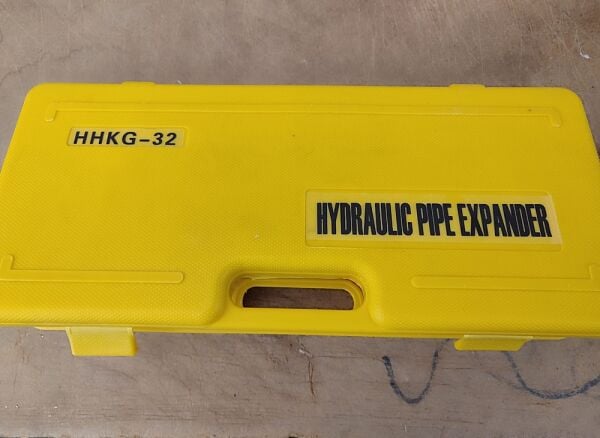 HHKG-32
HYDRAULIC PIPE EXPANDER